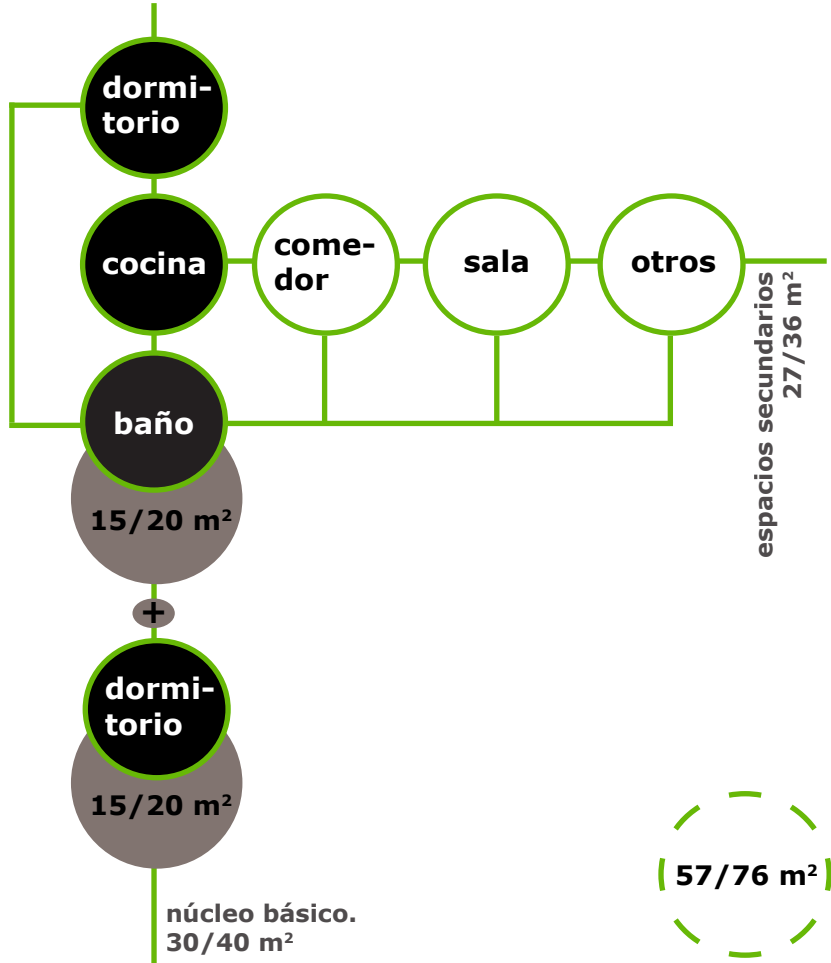 dormi-
torio
cocina
come-
dor
sala
otros
espacios secundarios
27/36 m²
baño
15/20 m²
+
dormi-
torio
15/20 m²
57/76 m²
núcleo básico.
30/40 m²